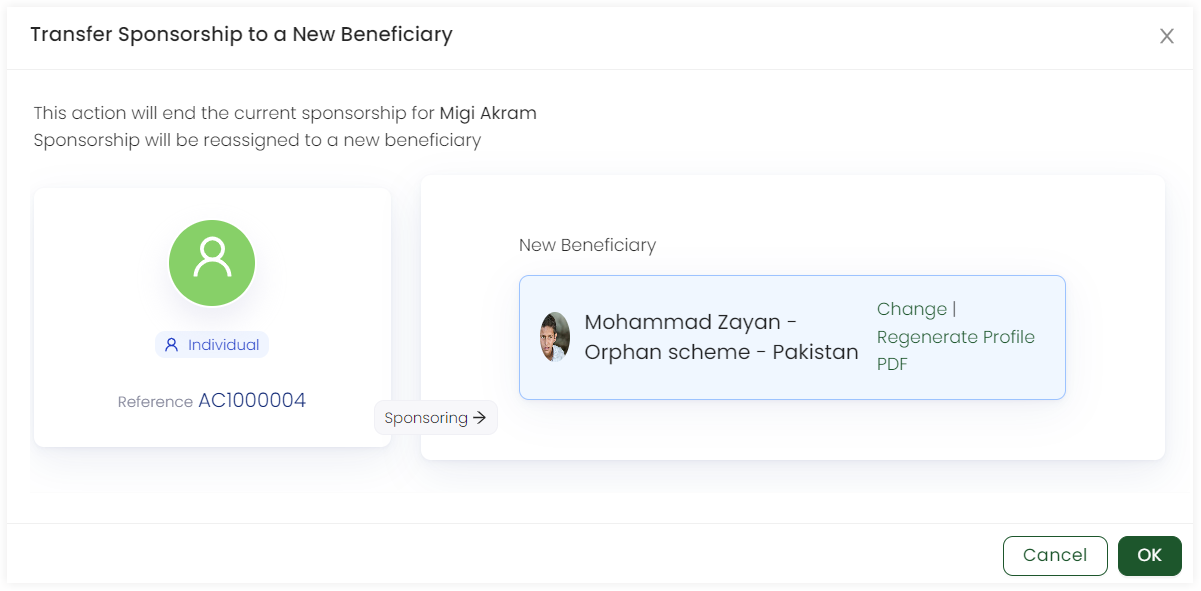 Transfer Sponsorship to a New Beneficiary
This action will end the current sponsorship for Migi Akram
Sponsorship will be reassigned to a new beneficiary
Individual
Reference AC1000004
Sponsoring →
New Beneficiary
Mohammad Zayan -
Orphan scheme - Pakistan
Change |
Regenerate Profile
PDF
Cancel
OK